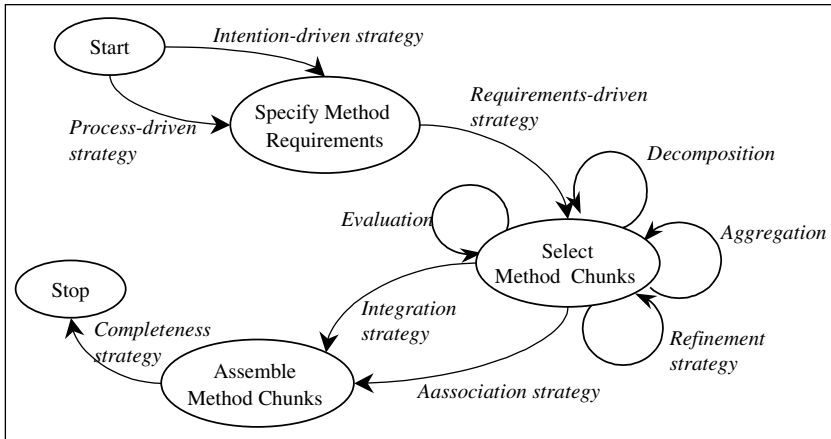 Start
Intention-driven strategy
Process-driven
strategy
Specify Method
Requirements
Requirements-driven
strategy
Decomposition
Evaluation
Select
Method Chunks
Aggregation
Stop
Integration
strategy
Refinement
strategy
Completeness
strategy
Assemble
Method Chunks
Aassociation strategy